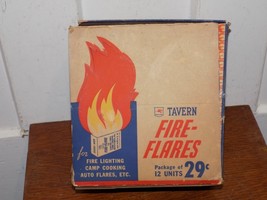 TAVERN
FIRE-
FLARES
Package of
12 UNITS 29¢
for
FIRE LIGHTING
CAMP COOKING
AUTO FLARES, ETC.